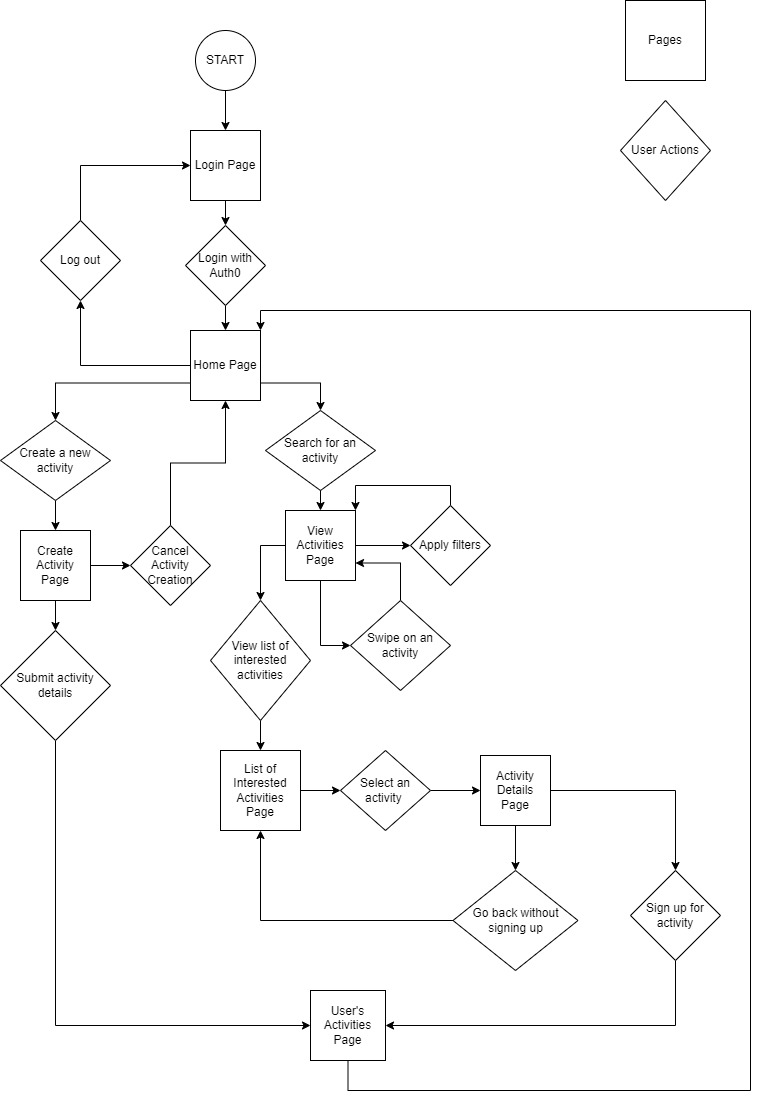 Pages
START
User Actions
Login Page
Login with
Auth0
Log out
Home Page
Create a new
activity
Search for an
activity
View
Activities
Page
Apply filters
Create
Activity
Page
Cancel
Activity
Creation
Swipe on an
activity
View list of
interested
activities
Submit activity
details
List of
Interested
Activities
Page
Select an
activity
Activity
Details
Page
Go back without
signing up
Sign up for
activity
User's
Activities
Page